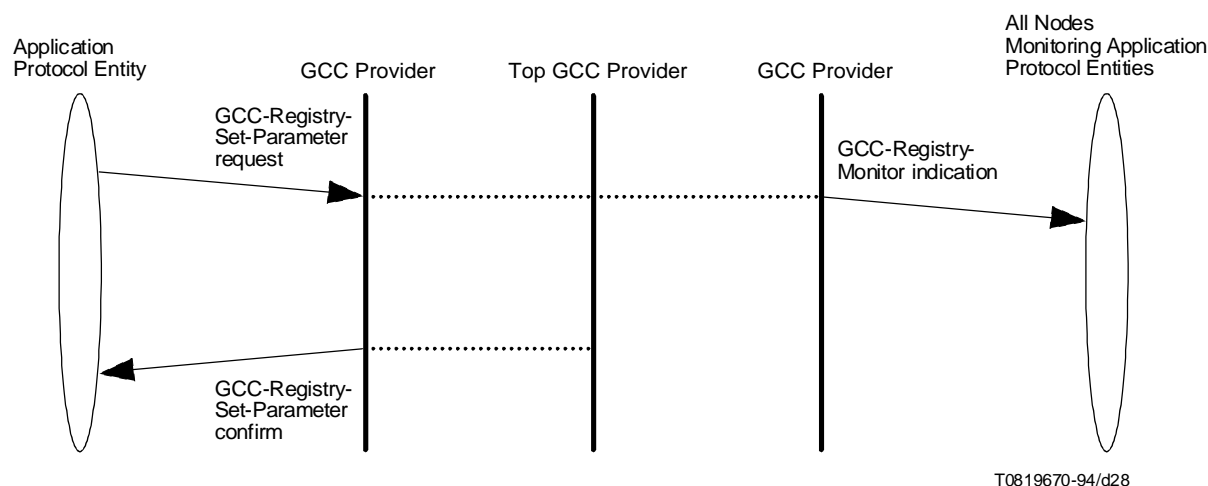 Application
Protocol Entity
GCC Provider
Top GCC Provider
GCC Provider
All Nodes
Monitoring Application
Protocol Entities
GCC-Registry-
Set-Parameter
request
GCC-Registry-
Monitor indication
GCC-Registry-
Set-Parameter
confirm
T0819670-94/d28